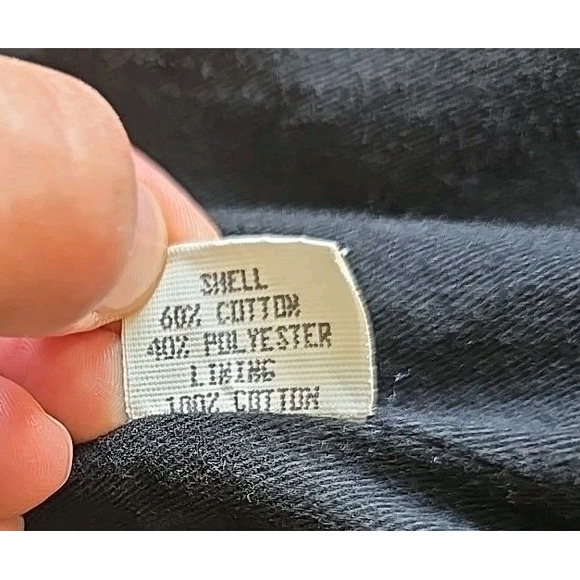 SHELL
60% COTTON
40% POLYESTER
LINING
100% COTTON